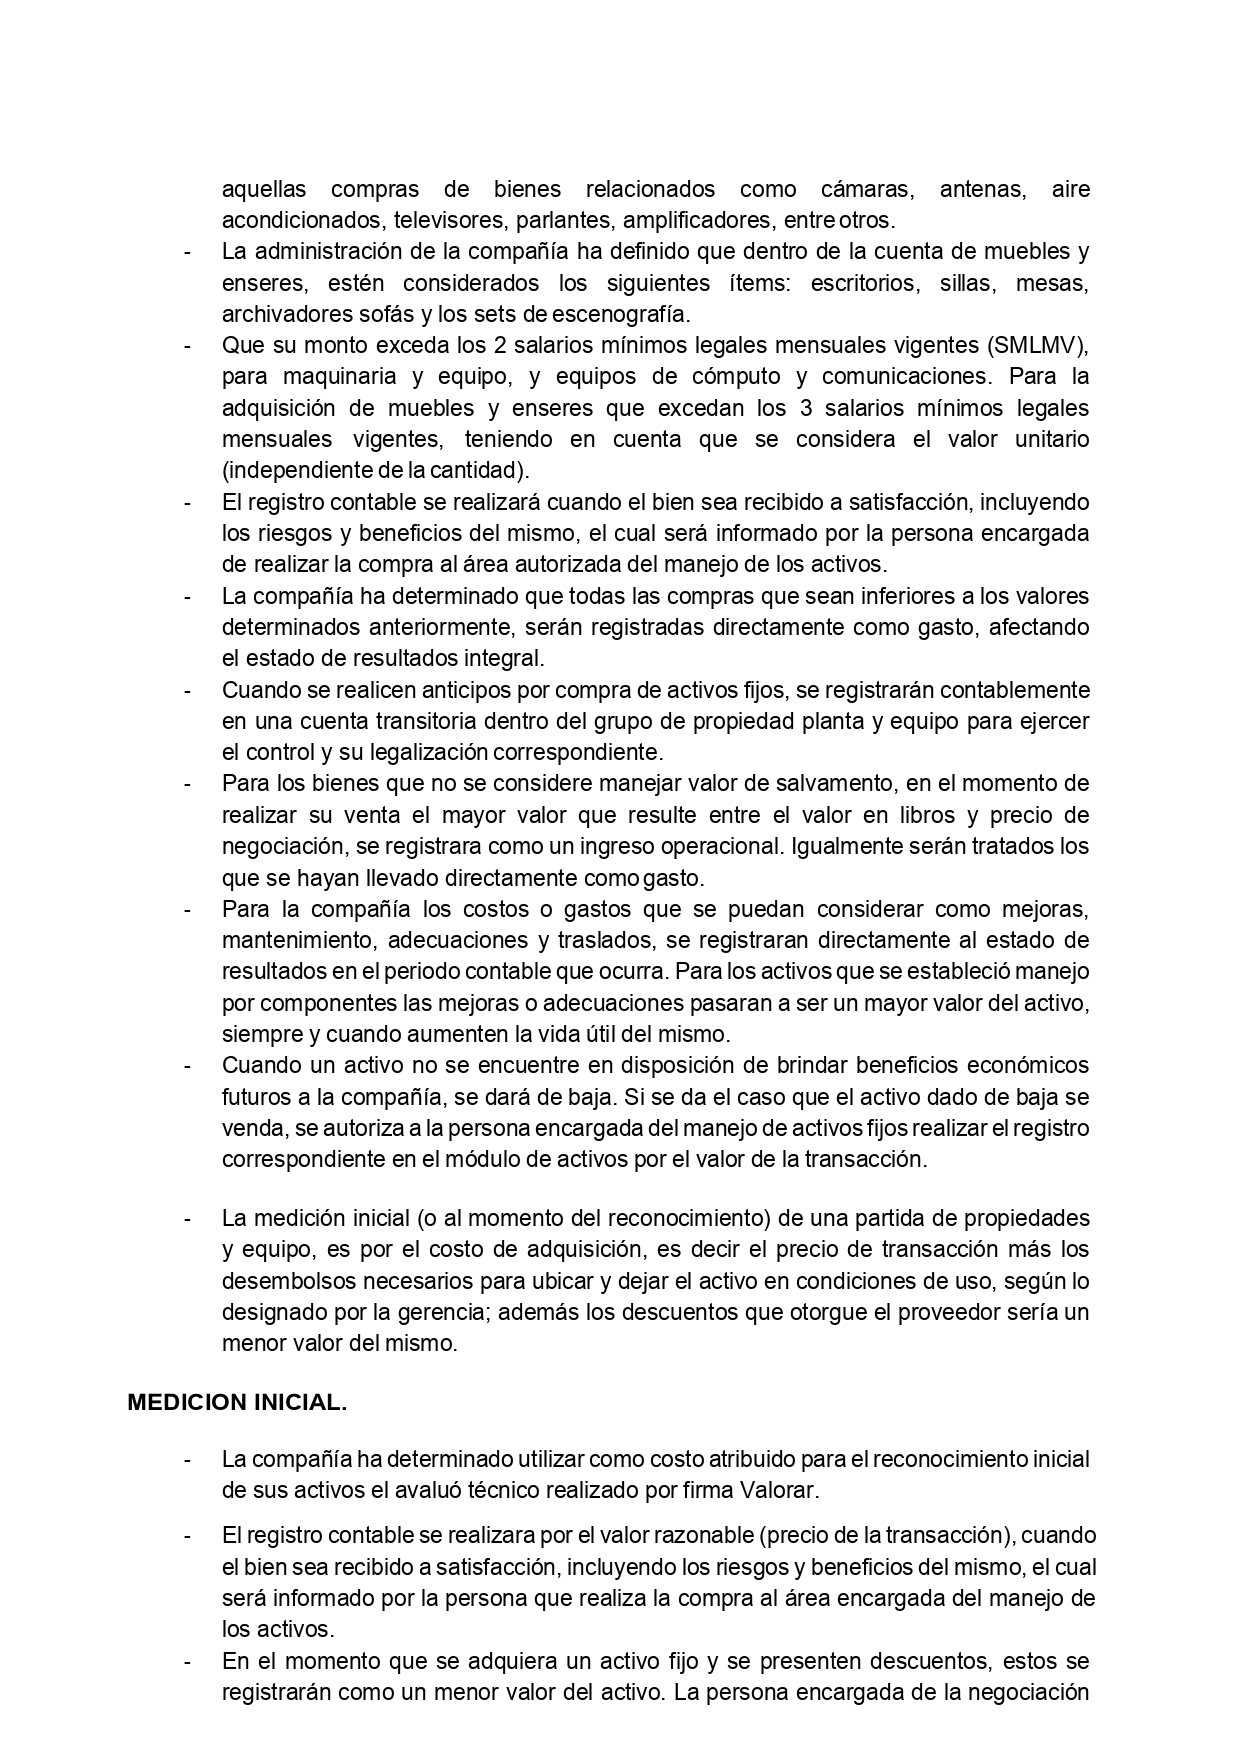 aquellas compras de bienes relacionados como cámaras, antenas, aire
acondicionados, televisores, parlantes, amplificadores, entre otros.
- La administración de la compañía ha definido que dentro de la cuenta de muebles y
enseres, estén considerados los siguientes ítems: escritorios, sillas, mesas,
archivadores sofás y los sets de escenografía.
- Que su monto exceda los 2 salarios mínimos legales mensuales vigentes (SMLMV),
para maquinaria y equipo, y equipos de cómputo y comunicaciones. Para la
adquisición de muebles y enseres que excedan los 3 salarios mínimos legales
mensuales vigentes, teniendo en cuenta que se considera el valor unitario
(independiente de la cantidad).
- El registro contable se realizará cuando el bien sea recibido a satisfacción, incluyendo
los riesgos y beneficios del mismo, el cual será informado por la persona encargada
de realizar la compra al área autorizada del manejo de los activos.
- La compañía ha determinado que todas las compras que sean inferiores a los valores
determinados anteriormente, serán registradas directamente como gasto, afectando
el estado de resultados integral.
- Cuando se realicen anticipos por compra de activos fijos, se registrarán contablemente
en una cuenta transitoria dentro del grupo de propiedad planta y equipo para ejercer
el control y su legalización correspondiente.
- Para los bienes que no se considere manejar valor de salvamento, en el momento de
realizar su venta el mayor valor que resulte entre el valor en libros y precio de
negociación, se registrara como un ingreso operacional. Igualmente serán tratados los
que se hayan llevado directamente como gasto.
- Para la compañía los costos o gastos que se puedan considerar como mejoras,
mantenimiento, adecuaciones y traslados, se registraran directamente al estado de
resultados en el periodo contable que ocurra. Para los activos que se estableció manejo
por componentes las mejoras o adecuaciones pasaran a ser un mayor valor del activo,
siempre y cuando aumenten la vida útil del mismo.
- Cuando un activo no se encuentre en disposición de brindar beneficios económicos
futuros a la compañía, se dará de baja. Si se da el caso que el activo dado de baja se
venda, se autoriza a la persona encargada del manejo de activos fijos realizar el registro
correspondiente en el módulo de activos por el valor de la transacción.
- La medición inicial (o al momento del reconocimiento) de una partida de propiedades
y equipo, es por el costo de adquisición, es decir el precio de transacción más los
desembolsos necesarios para ubicar y dejar el activo en condiciones de uso, según lo
designado por la gerencia; además los descuentos que otorgue el proveedor sería un
menor valor del mismo.
MEDICION INICIAL.
- La compañía ha determinado utilizar como costo atribuido para el reconocimiento inicial
de sus activos el avaluó técnico realizado por firma Valorar.
- El registro contable se realizara por el valor razonable (precio de la transacción), cuando
el bien sea recibido a satisfacción, incluyendo los riesgos y beneficios del mismo, el cual
será informado por la persona que realiza la compra al área encargada del manejo de
los activos.
- En el momento que se adquiera un activo fijo y se presenten descuentos, estos se
registrarán como un menor valor del activo. La persona encargada de la negociación